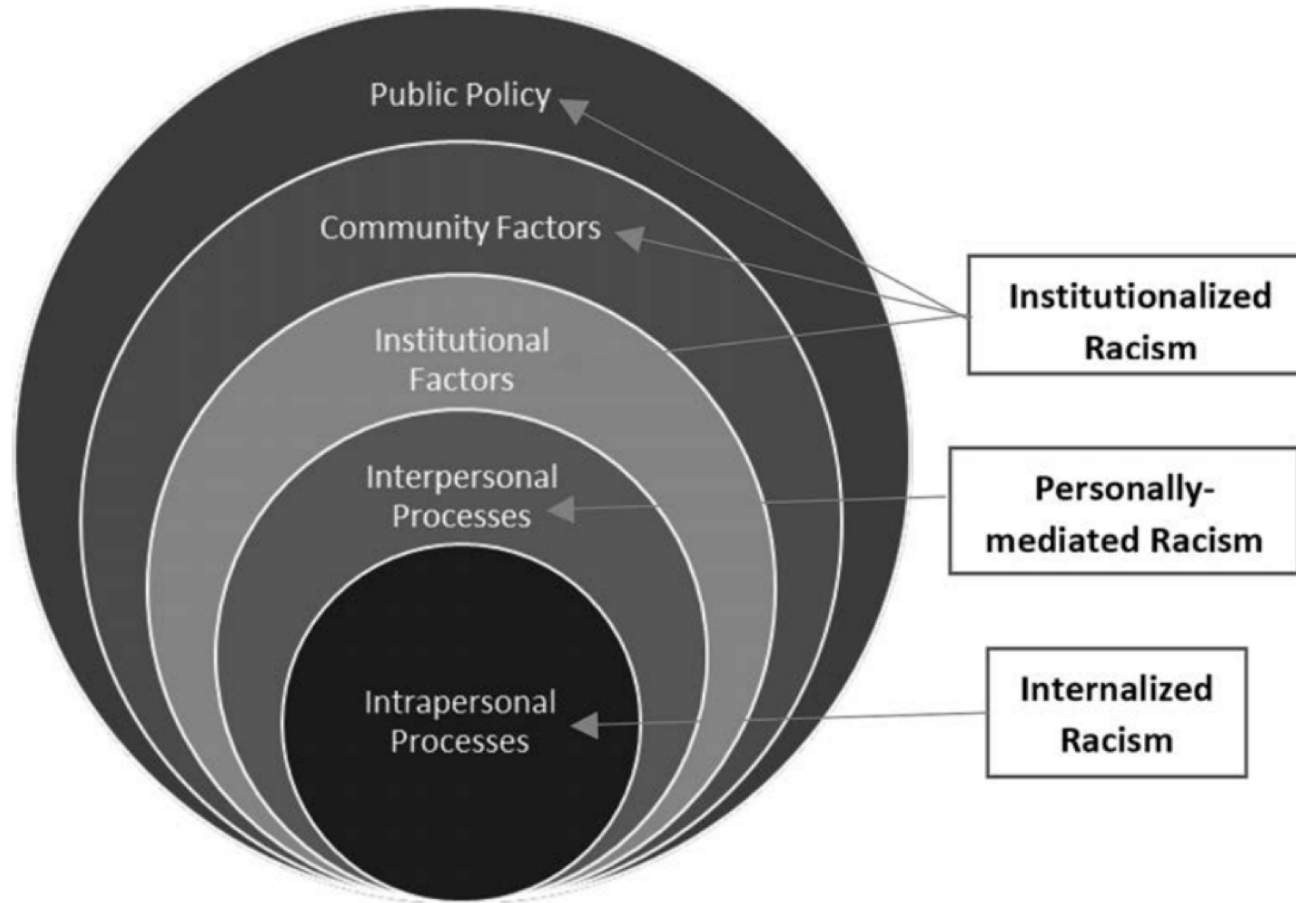 Public Policy
Community Factors
Institutional
Factors
Interpersonal
Processes
Intrapersonal
Processes
Institutionalized
Racism
Personally-
mediated Racism
Internalized
Racism